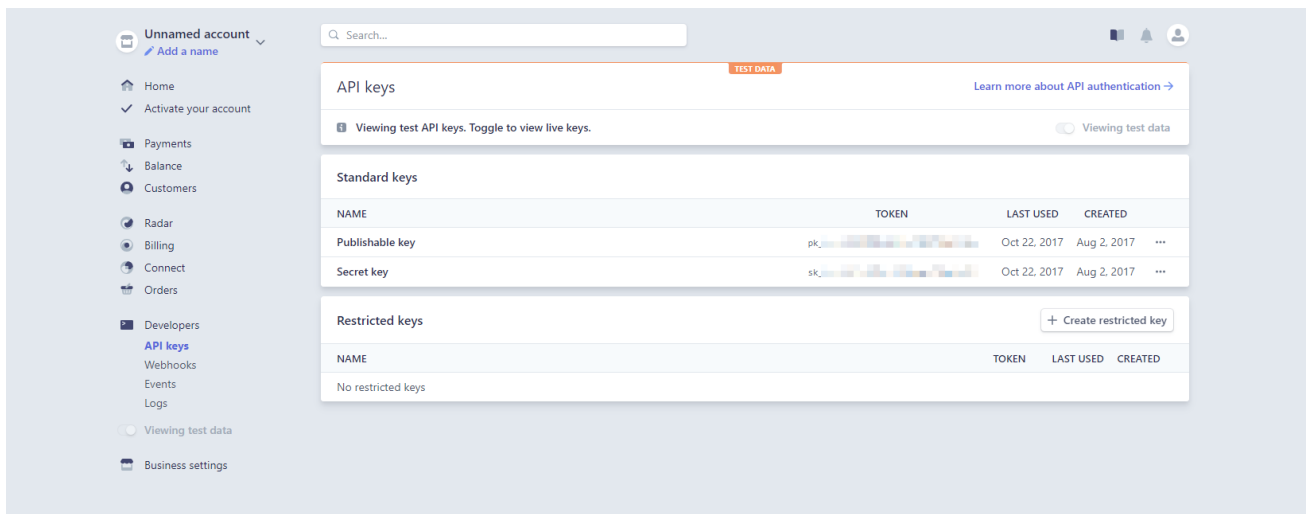 Unnamed account
Add a name
Search...
Home
Activate your account
Payments
Balance
Customers
Radar
Billing
Connect
Orders
Developers
API keys
Webhooks
Events
Logs
Viewing test data
Business settings
TEST DATA
API keys
Learn more about API authentication →
Viewing test API keys. Toggle to view live keys.
Viewing test data
Standard keys
NAME TOKEN LAST USED CREATED
Publishable key pk_ Oct 22, 2017 Aug 2, 2017 ···
Secret key sk_ Oct 22, 2017 Aug 2, 2017 ···
Restricted keys
+ Create restricted key
NAME TOKEN LAST USED CREATED
No restricted keys